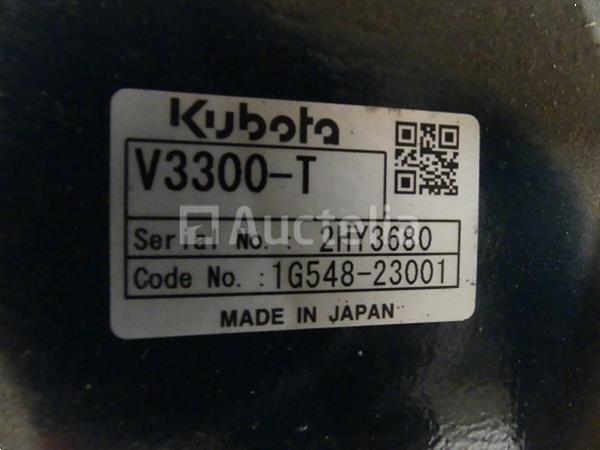 Kubota
V3300-T
Auctelia
Serial No. : 2HY3680
Code No. : 1G548-23001
MADE IN JAPAN